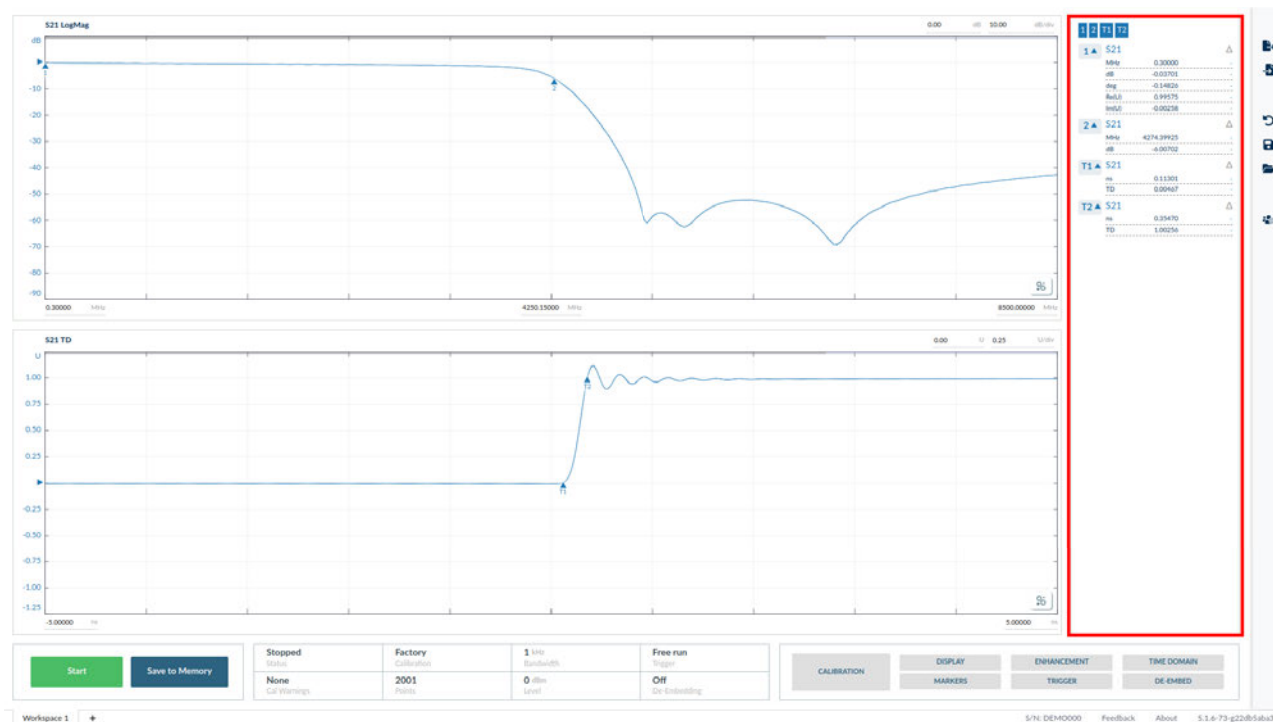 S21 LogMag 0.00 dB 10.00 dB/div
dB
-10
-20
-30
-40
-50
-60
-70
-80
-90
1
2
0.30000 MHz 4250.15000 MHz 8500.00000 MHz
S21 TD 0.00 U 0.25 U/div
U
1.00
0.75
0.50
0.25
-0.25
-0.50
-0.75
-1.00
-1.25
T1
T2
-5.00000 ns 5.00000 ns
1 2 T1 T2
1 S21 Δ
MHz 0.30000 -
dB -0.03701 -
deg -0.14826 -
Re(U) 0.99575 -
Im(U) -0.00258 -
2 S21 Δ
MHz 4274.39925 -
dB -6.00702 -
T1 S21 Δ
ns 0.11301 -
TD 0.00467 -
T2 S21 Δ
ns 0.35470 -
TD 1.00256 -
Start
Save to Memory
Stopped Factory 1 kHz Free run
Status Calibration Bandwidth Trigger
None 2001 0 dBm Off
Cal Warnings Points Level De-Embedding
CALIBRATION
DISPLAY ENHANCEMENT TIME DOMAIN
MARKERS TRIGGER DE-EMBED
Workspace 1 + S/N: DEMO000 Feedback About 5.1.6-73-g22db5aba3